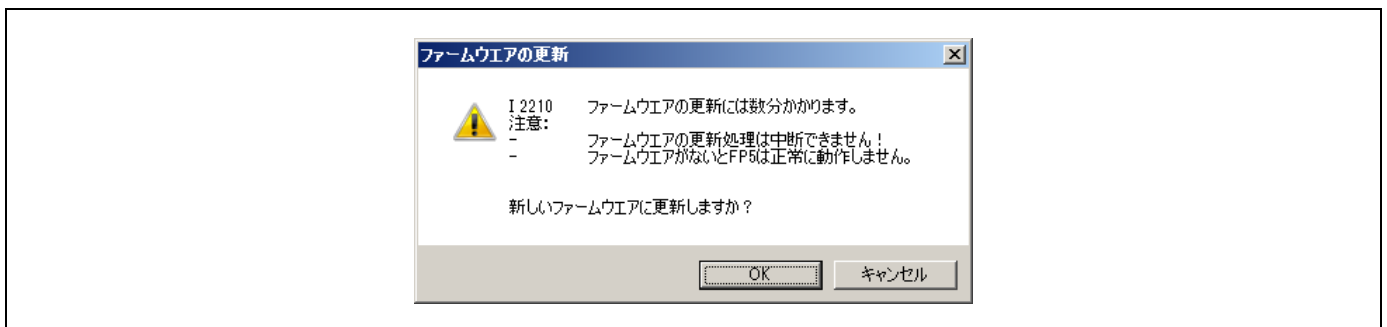 ファームウエアの更新
I 2210 ファームウエアの更新には数分かかります。
注意:
- ファームウエアの更新処理は中断できません！
- ファームウエアがないとFP5は正常に動作しません。
新しいファームウエアに更新しますか？
OK キャンセル